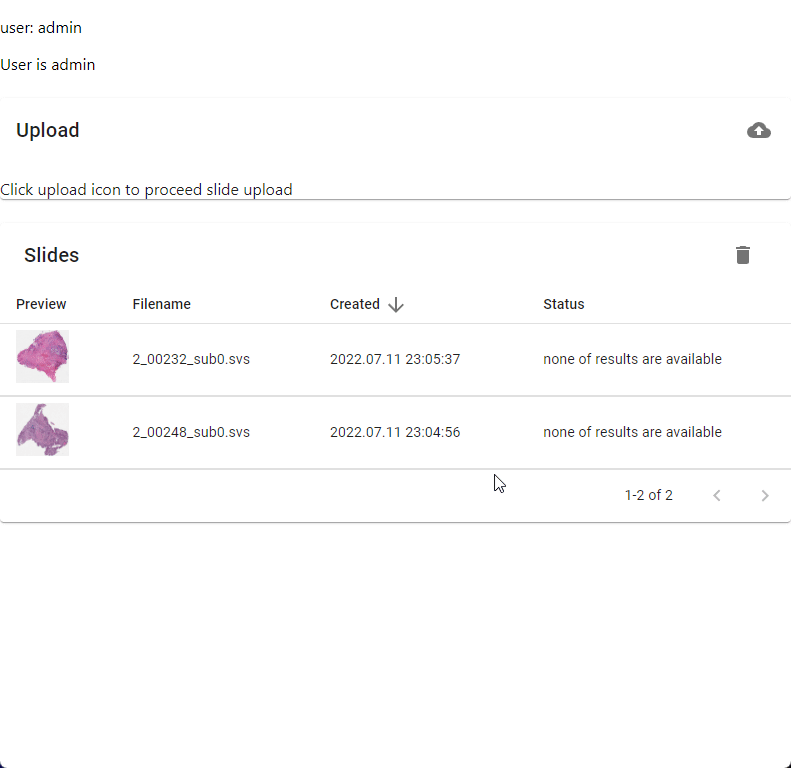 user: admin
User is admin
Upload
Click upload icon to proceed slide upload
Slides
Preview Filename Created Status
2_00232_sub0.svs 2022.07.11 23:05:37 none of results are available
2_00248_sub0.svs 2022.07.11 23:04:56 none of results are available
1-2 of 2